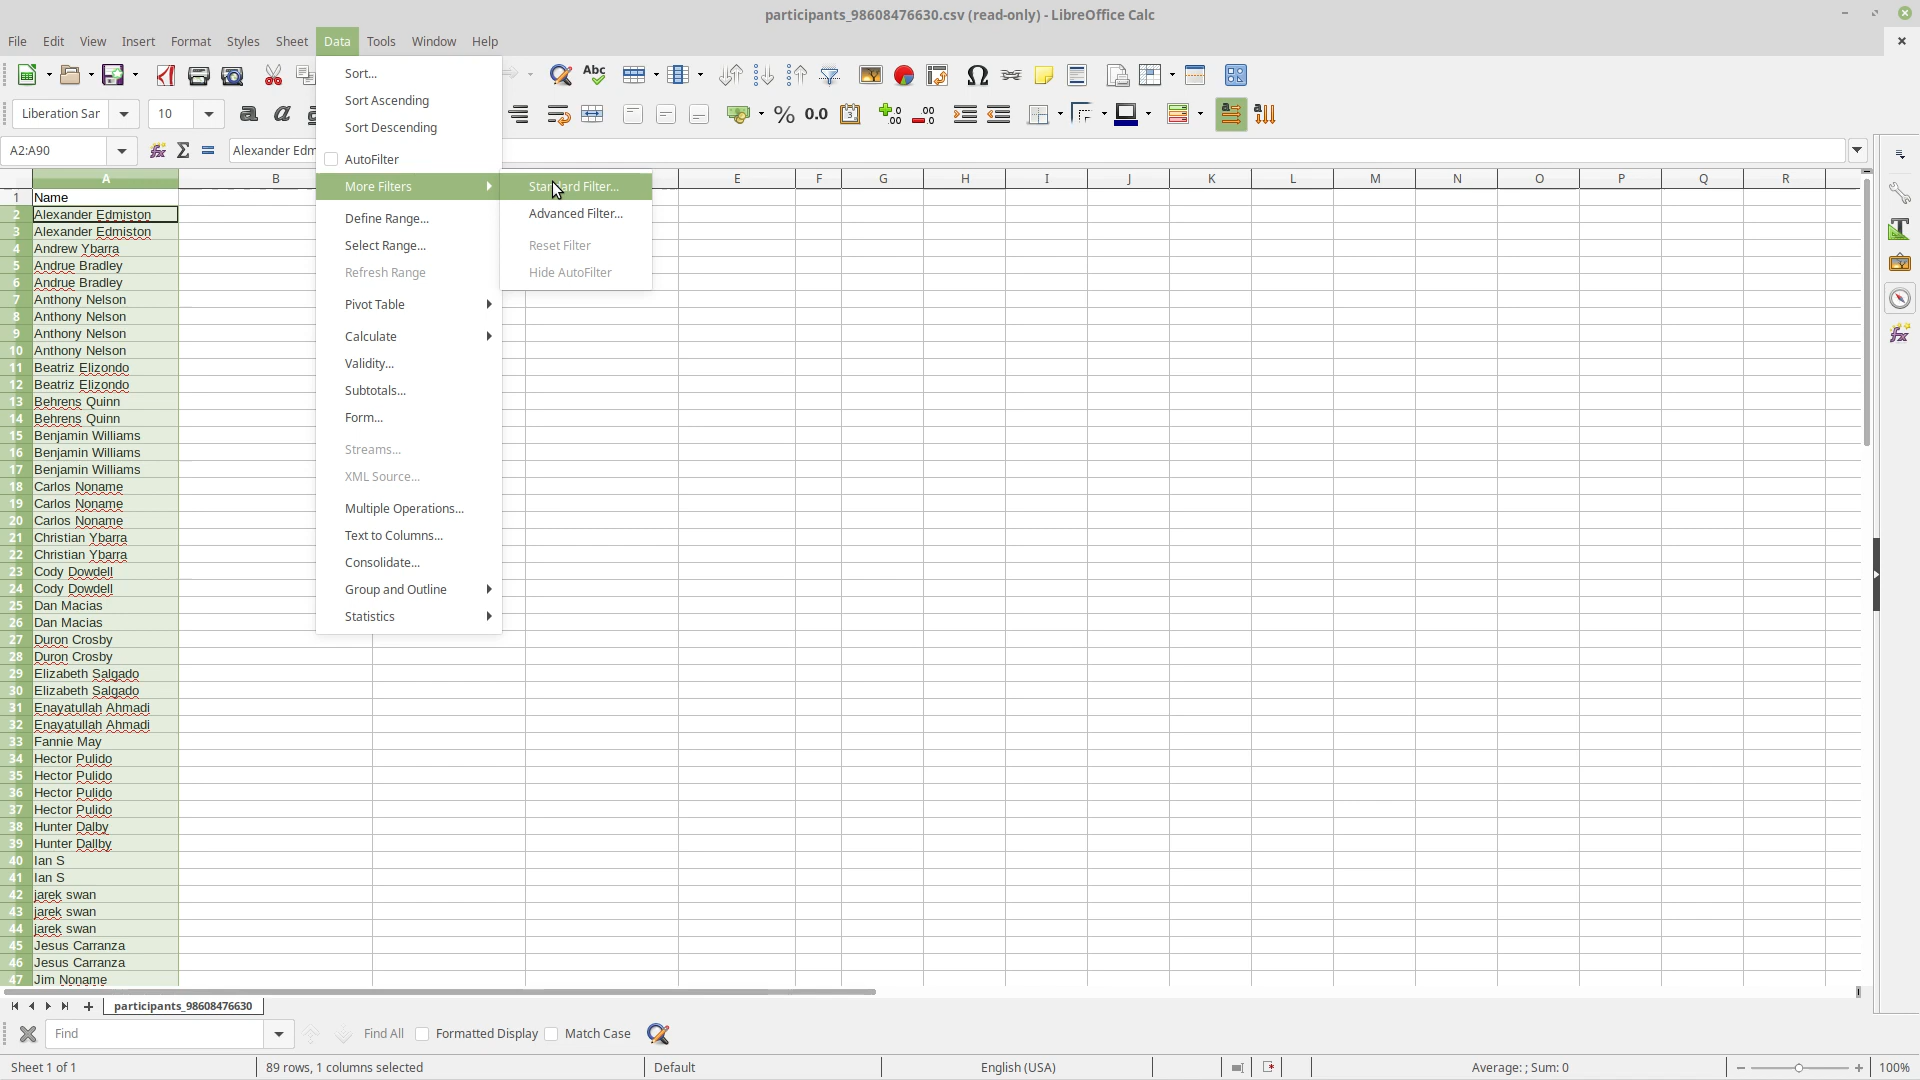 participants_98608476630.csv (read-only) - LibreOffice Calc
File Edit View Insert Format Styles Sheet Data Tools Window Help
Liberation Sar 10
A2:A90 Alexander Edm
Sort...
Sort Ascending
Sort Descending
AutoFilter
More Filters
Define Range...
Select Range...
Refresh Range
Pivot Table
Calculate
Validity...
Subtotals...
Form...
Streams...
XML Source...
Multiple Operations...
Text to Columns...
Consolidate...
Group and Outline
Statistics
Standard Filter...
Advanced Filter...
Reset Filter
Hide AutoFilter
A B E F G H I J K L M N O P Q R
1 Name
2 Alexander Edmiston
3 Alexander Edmiston
4 Andrew Ybarra
5 Andrue Bradley
6 Andrue Bradley
7 Anthony Nelson
8 Anthony Nelson
9 Anthony Nelson
10 Anthony Nelson
11 Beatriz Elizondo
12 Beatriz Elizondo
13 Behrens Quinn
14 Behrens Quinn
15 Benjamin Williams
16 Benjamin Williams
17 Benjamin Williams
18 Carlos Noname
19 Carlos Noname
20 Carlos Noname
21 Christian Ybarra
22 Christian Ybarra
23 Cody Dowdell
24 Cody Dowdell
25 Dan Macias
26 Dan Macias
27 Duron Crosby
28 Duron Crosby
29 Elizabeth Salgado
30 Elizabeth Salgado
31 Enayatullah Ahmadi
32 Enayatullah Ahmadi
33 Fannie May
34 Hector Pulido
35 Hector Pulido
36 Hector Pulido
37 Hector Pulido
38 Hunter Dalby
39 Hunter Dallby
40 Ian S
41 Ian S
42 jarek swan
43 jarek swan
44 jarek swan
45 Jesus Carranza
46 Jesus Carranza
47 Jim Noname
participants_98608476630
Find Find All Formatted Display Match Case
Sheet 1 of 1 89 rows, 1 columns selected Default English (USA) Average: ; Sum: 0 100%